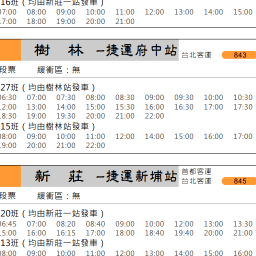 16班（均由新莊一站發車）
07:00 08:00 09:00 10:00 11:00 12:00 13:00 14:00 15:00
17:00 18:00 19:00 20:00 21:00
樹 林 －捷運府中站 台北客運 843
段票 緩衝區：無
27班（均由樹林站發車）
06:30 07:00 07:30 08:00 08:30 09:00 09:30 10:00 10:30
12:00 13:00 14:00 15:00 15:30 16:00 16:30 17:00 17:30
18:30 19:00 19:30 20:00 21:00 22:00
15班（均由樹林站發車）
08:00 09:00 10:00 11:00 12:00 14:00 15:00 16:00 17:00
19:00 20:00 21:00 22:00
新 莊 －捷運新埔站 首都客運
台北客運 845
段票 緩衝區：無
20班（均由新莊一站發車）
06:45 07:00 08:20 08:40 09:00 10:00 12:00 13:00 13:30
15:00 16:00 16:15 17:00 18:00 18:40 19:40 20:00 21:00
13班（均由新莊一站發車）
08:00 09:00 10:00 11:00 12:00 13:00 14:00 15:00 16:00